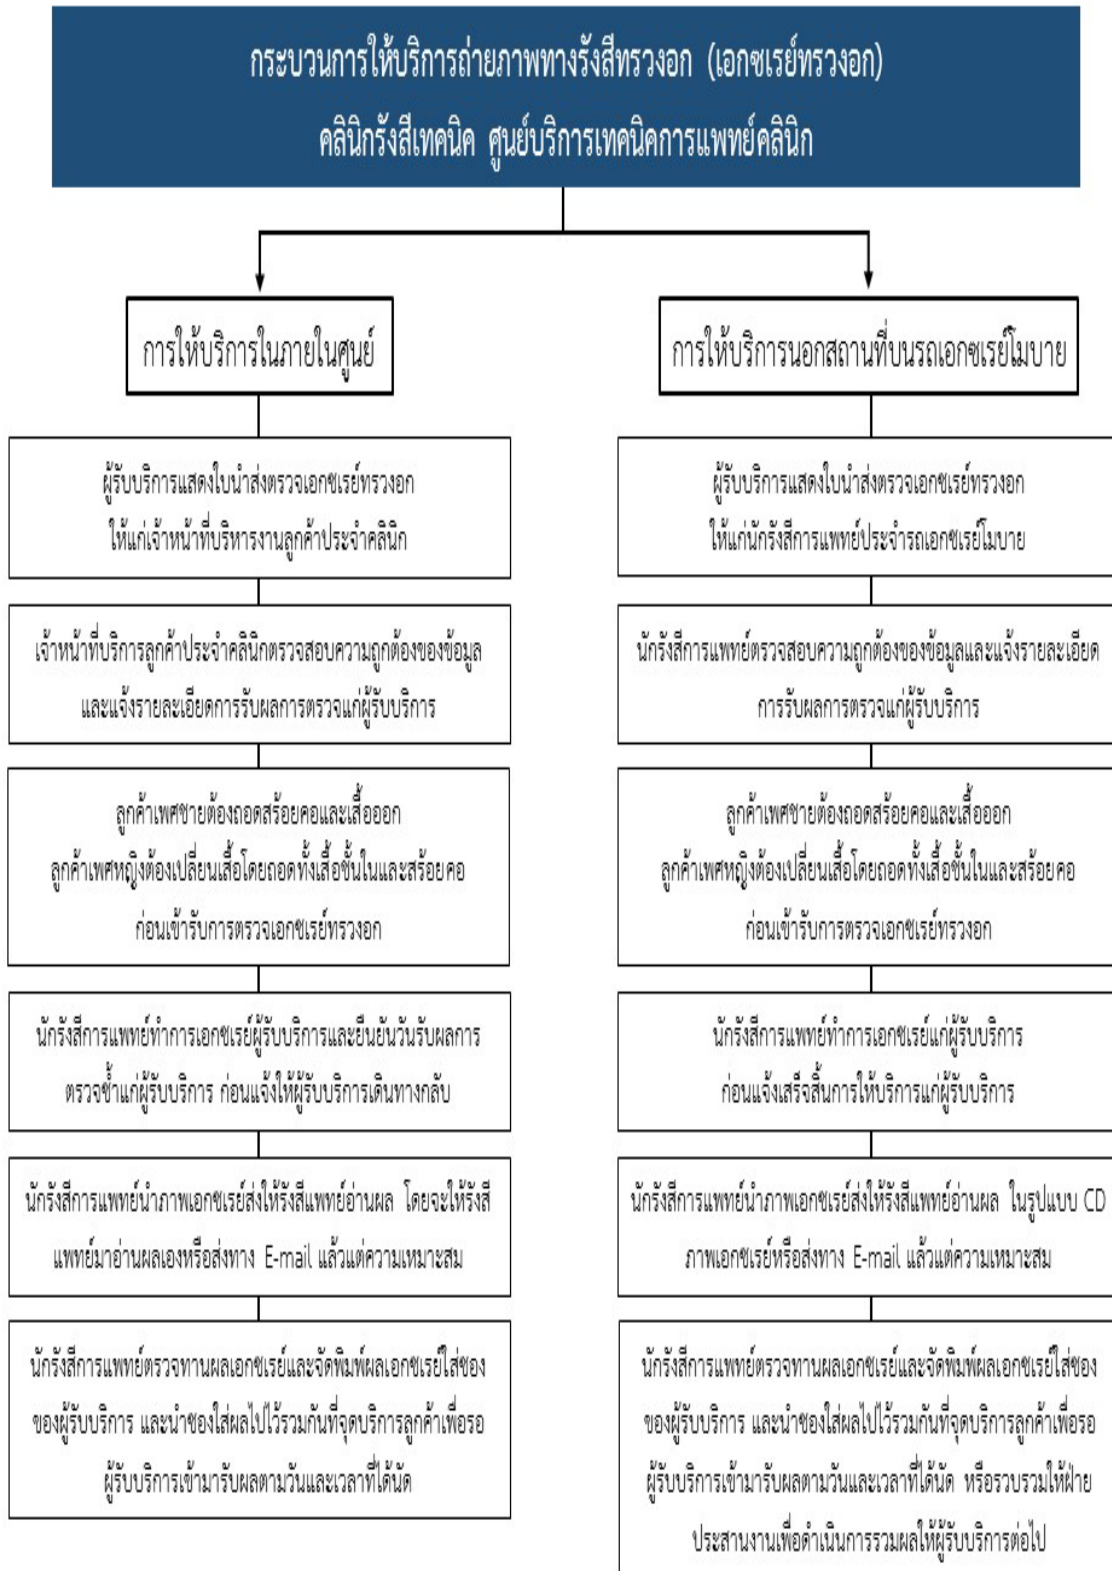 กระบวนการให้บริการถ่ายภาพทางรังสีทรวงอก (เอกซเรย์ทรวงอก)
คลินิกรังสีเทคนิค ศูนย์บริการเทคนิคการแพทย์คลินิก
การให้บริการในภายในศูนย์
ผู้รับบริการแสดงใบนำส่งตรวจเอกซเรย์ทรวงอก
ให้แก่เจ้าหน้าที่บริหารงานลูกค้าประจำคลินิก
เจ้าหน้าที่บริการลูกค้าประจำคลินิกตรวจสอบความถูกต้องของข้อมูล
และแจ้งรายละเอียดการรับผลการตรวจแก่ผู้รับบริการ
ลูกค้าเพศชายต้องถอดสร้อยคอและเสื้อออก
ลูกค้าเพศหญิงต้องเปลี่ยนเสื้อโดยถอดทั้งเสื้อชั้นในและสร้อยคอ
ก่อนเข้ารับการตรวจเอกซเรย์ทรวงอก
นักรังสีการแพทย์ทำการเอกซเรย์ผู้รับบริการและยืนยันวันรับผลการ
ตรวจซ้ำแก่ผู้รับบริการ ก่อนแจ้งให้ผู้รับบริการเดินทางกลับ
นักรังสีการแพทย์นำภาพเอกซเรย์ส่งให้รังสีแพทย์อ่านผล โดยจะให้รังสี
แพทย์มาอ่านผลเองหรือส่งทาง E-mail แล้วแต่ความเหมาะสม
นักรังสีการแพทย์ตรวจทานผลเอกซเรย์และจัดพิมพ์ผลเอกซเรย์ใส่ซอง
ของผู้รับบริการ และนำซองใส่ผลไปไว้รวมกันที่จุดบริการลูกค้าเพื่อรอ
ผู้รับบริการเข้ามารับผลตามวันและเวลาที่ได้นัด
การให้บริการนอกสถานที่บนรถเอกซเรย์โมบาย
ผู้รับบริการแสดงใบนำส่งตรวจเอกซเรย์ทรวงอก
ให้แก่นักรังสีการแพทย์ประจำรถเอกซเรย์โมบาย
นักรังสีการแพทย์ตรวจสอบความถูกต้องของข้อมูลและแจ้งรายละเอียด
การรับผลการตรวจแก่ผู้รับบริการ
ลูกค้าเพศชายต้องถอดสร้อยคอและเสื้อออก
ลูกค้าเพศหญิงต้องเปลี่ยนเสื้อโดยถอดทั้งเสื้อชั้นในและสร้อยคอ
ก่อนเข้ารับการตรวจเอกซเรย์ทรวงอก
นักรังสีการแพทย์ทำการเอกซเรย์แก่ผู้รับบริการ
ก่อนแจ้งเสร็จสิ้นการให้บริการแก่ผู้รับบริการ
นักรังสีการแพทย์นำภาพเอกซเรย์ส่งให้รังสีแพทย์อ่านผล ในรูปแบบ CD
ภาพเอกซเรย์หรือส่งทาง E-mail แล้วแต่ความเหมาะสม
นักรังสีการแพทย์ตรวจทานผลเอกซเรย์และจัดพิมพ์ผลเอกซเรย์ใส่ซอง
ของผู้รับบริการ และนำซองใส่ผลไปไว้รวมกันที่จุดบริการลูกค้าเพื่อรอ
ผู้รับบริการเข้ามารับผลตามวันและเวลาที่ได้นัด หรือรวบรวมให้ฝ่าย
ประสานงานเพื่อดำเนินการรวมผลให้ผู้รับบริการต่อไป